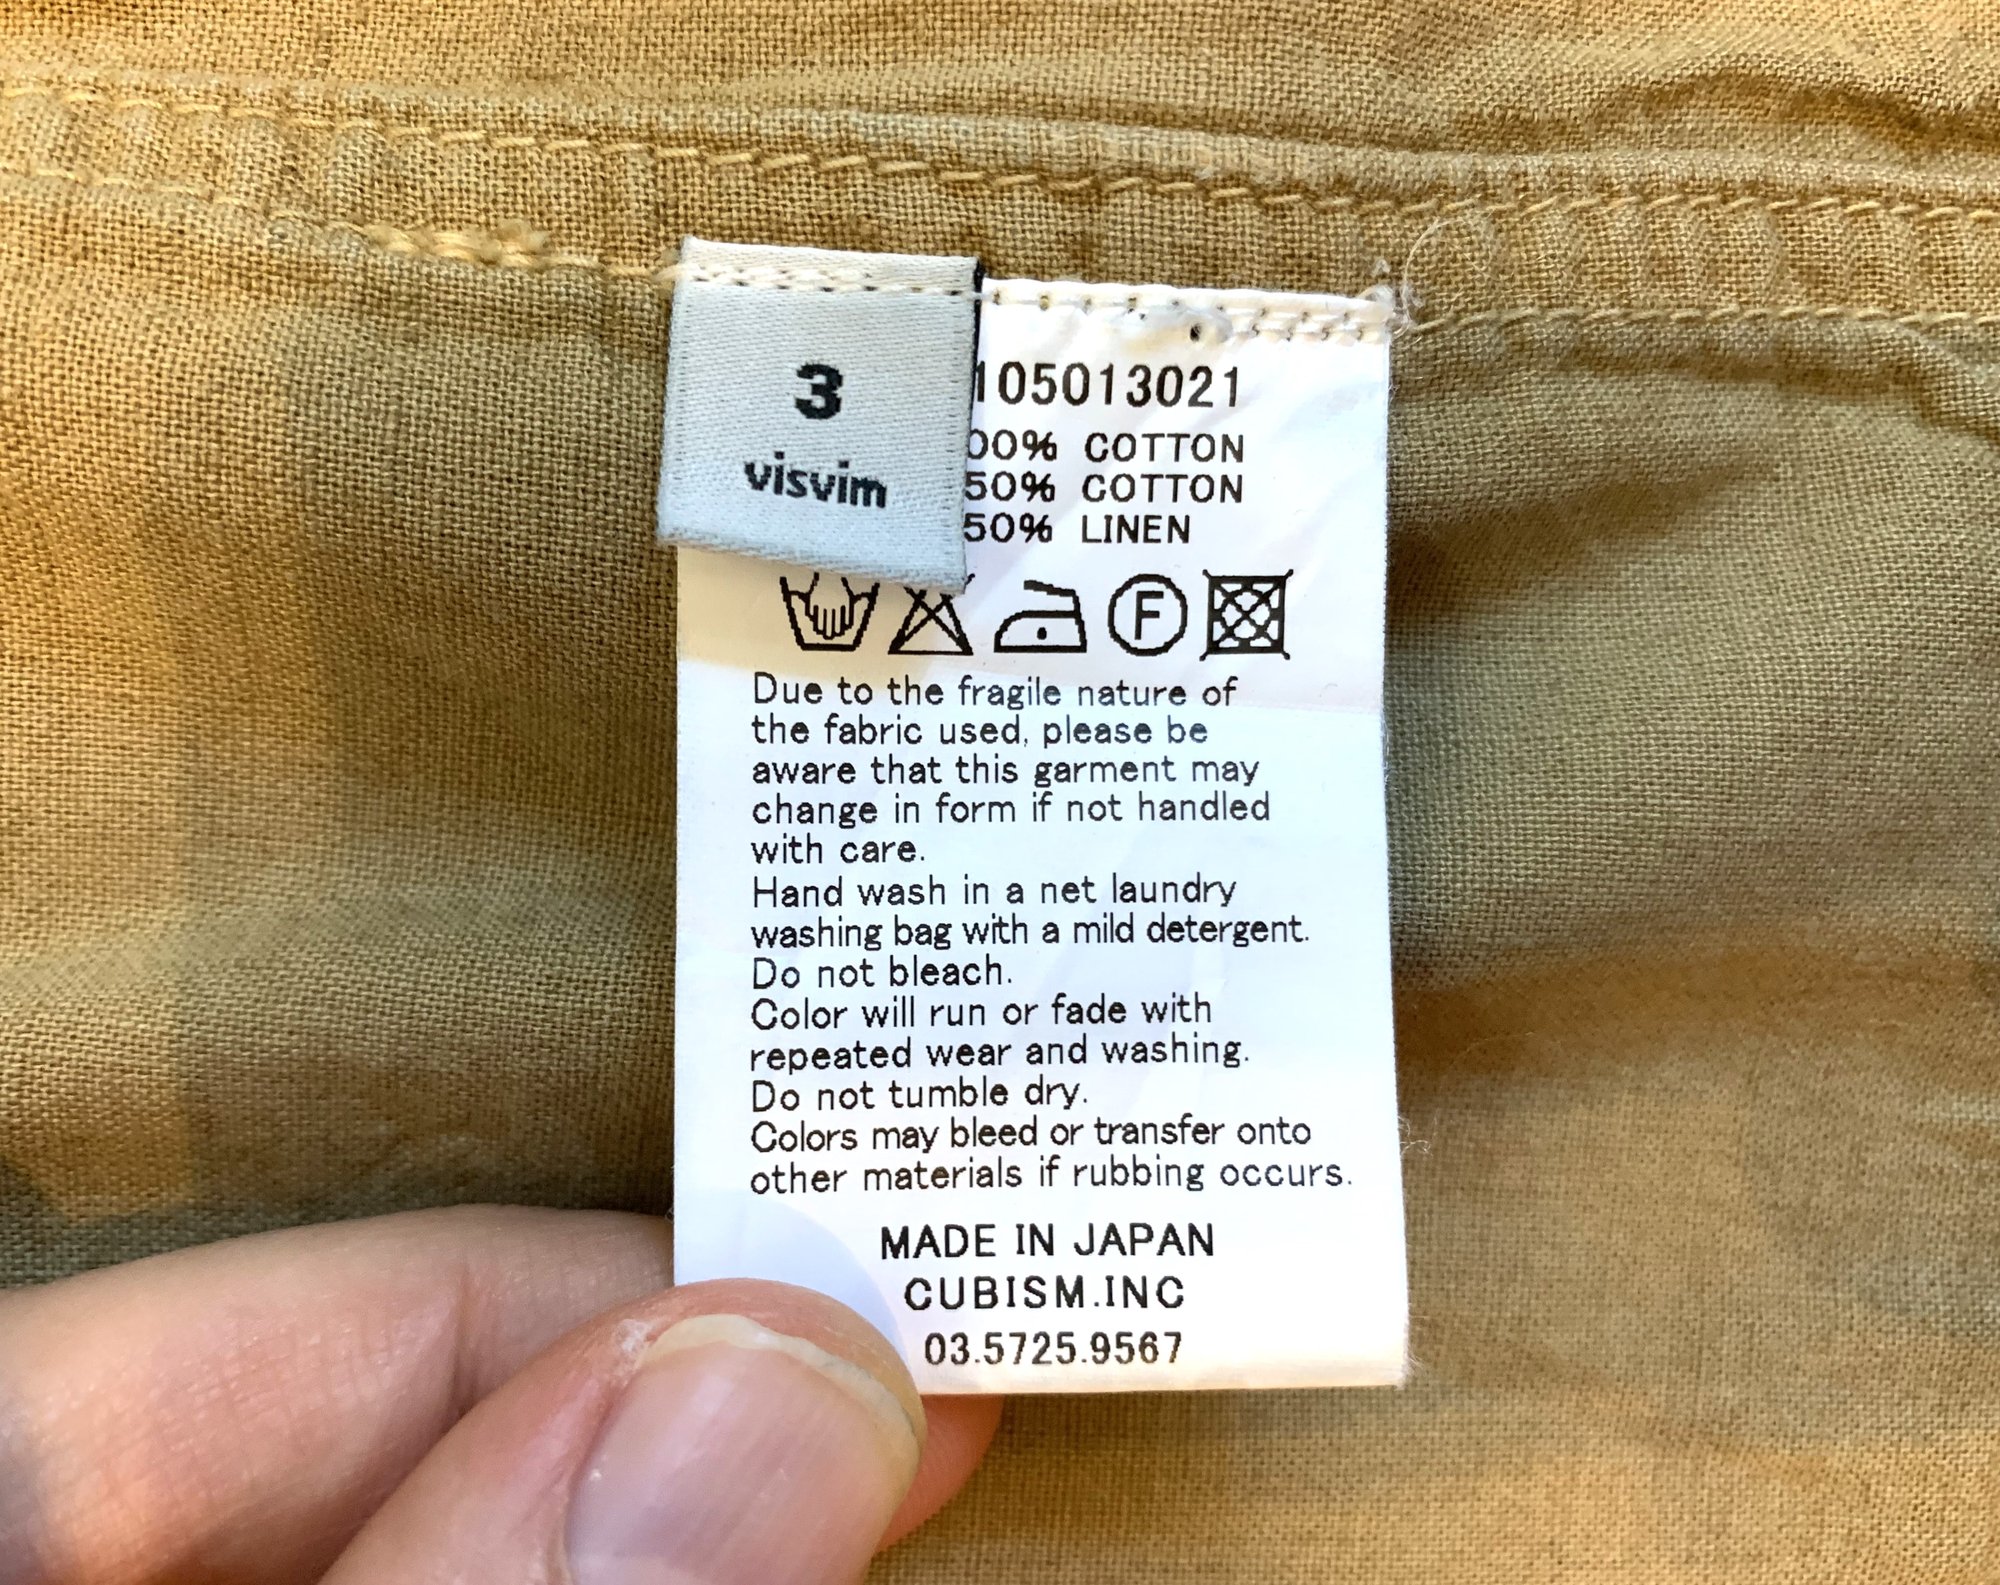 3
visvim
105013021
00% COTTON
50% COTTON
50% LINEN
F
Due to the fragile nature of
the fabric used, please be
aware that this garment may
change in form if not handled
with care.
Hand wash in a net laundry
washing bag with a mild detergent.
Do not bleach.
Color will run or fade with
repeated wear and washing.
Do not tumble dry.
Colors may bleed or transfer onto
other materials if rubbing occurs.
MADE IN JAPAN
CUBISM.INC
03.5725.9567